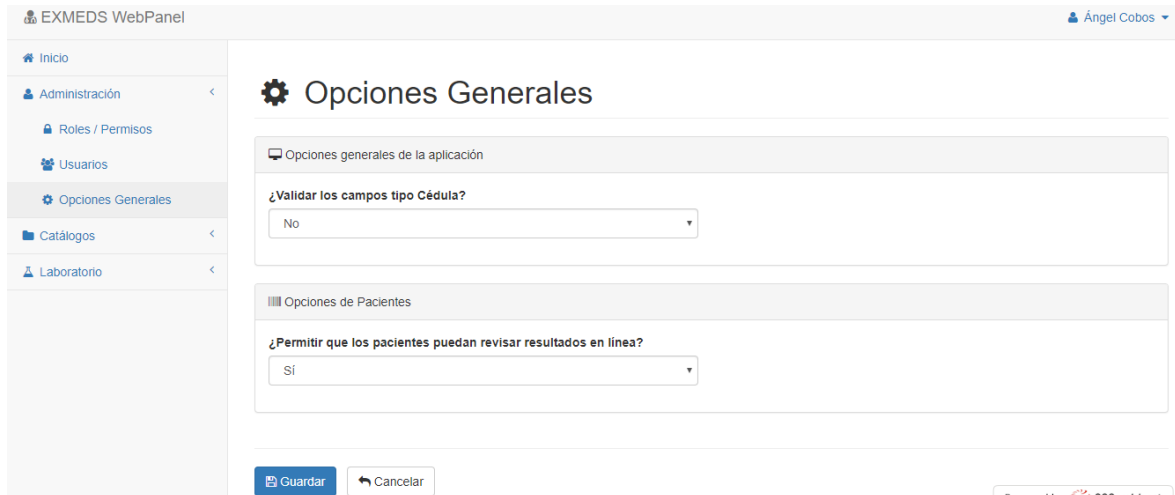 EXMEDS WebPanel
Ángel Cobos
Inicio
Administración
Roles / Permisos
Usuarios
Opciones Generales
Catálogos
Laboratorio
Opciones Generales
Opciones generales de la aplicación
¿Validar los campos tipo Cédula?
No
Opciones de Pacientes
¿Permitir que los pacientes puedan revisar resultados en línea?
Sí
Guardar
Cancelar